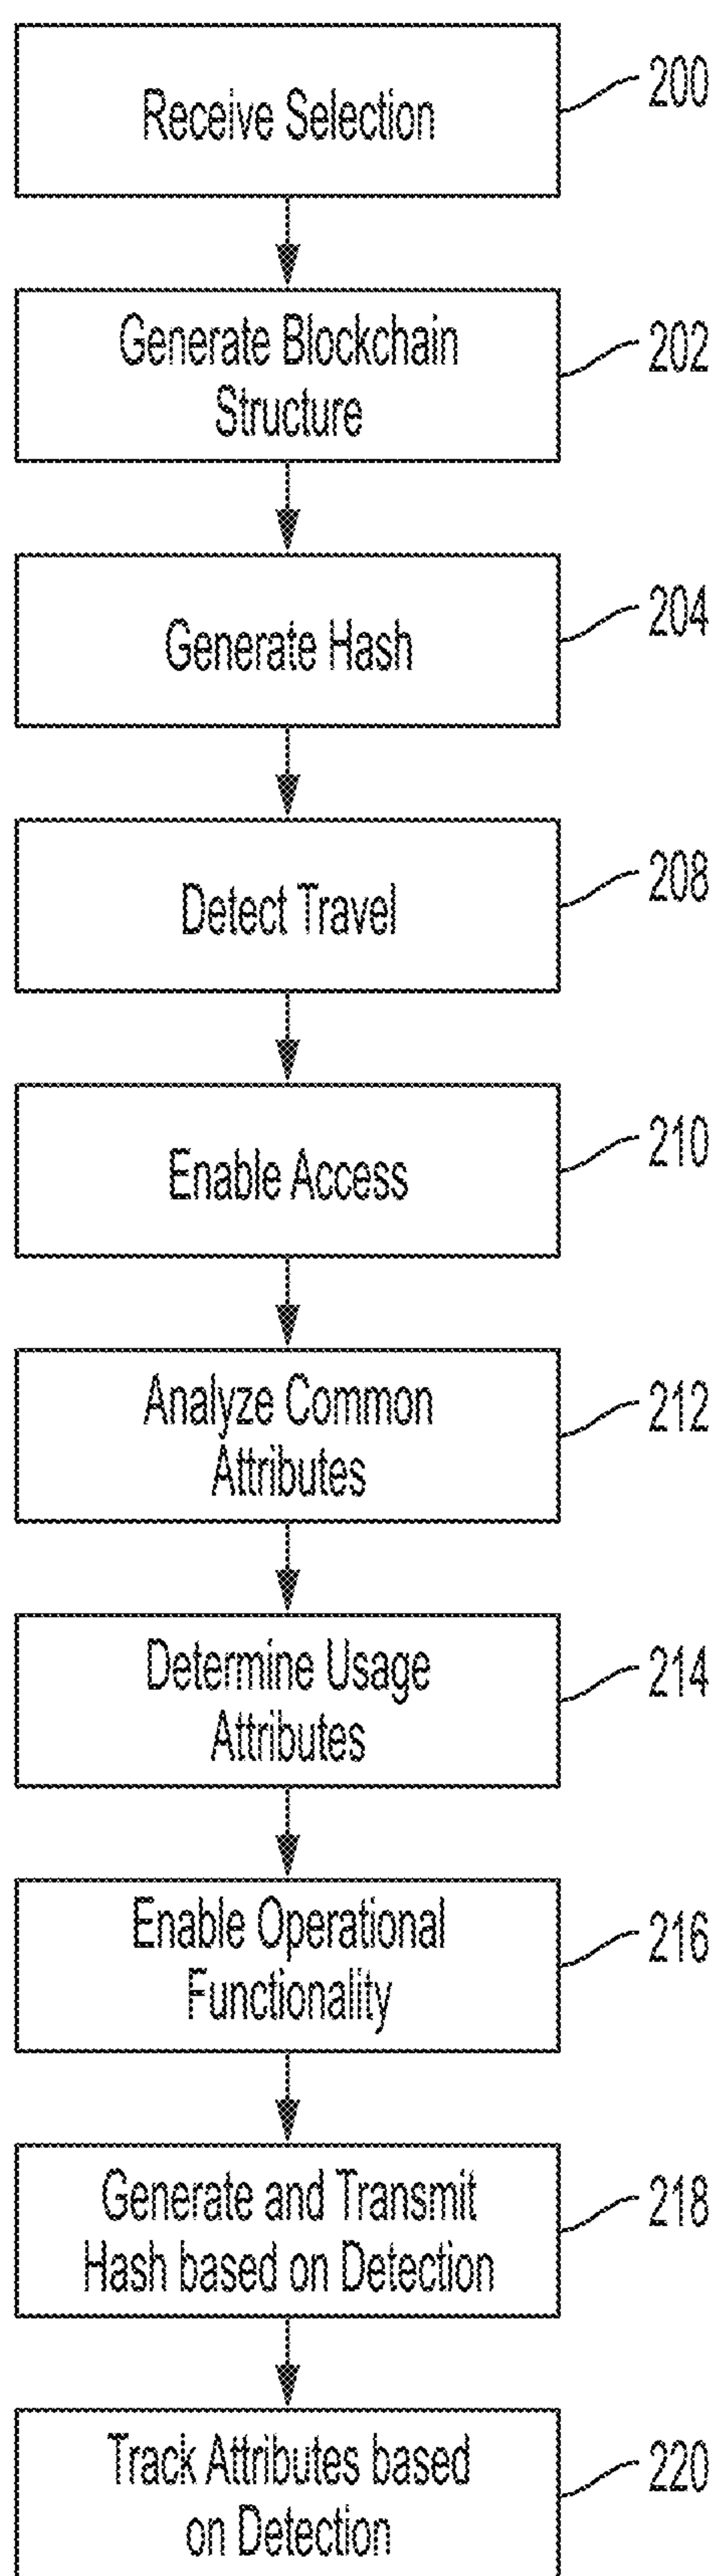 Receive Selection
200
Generate Blockchain
Structure
202
Generate Hash
204
Detect Travel
208
Enable Access
210
Analyze Common
Attributes
212
Determine Usage
Attributes
214
Enable Operational
Functionality
216
Generate and Transmit
Hash based on Detection
218
Track Attributes based
on Detection
220